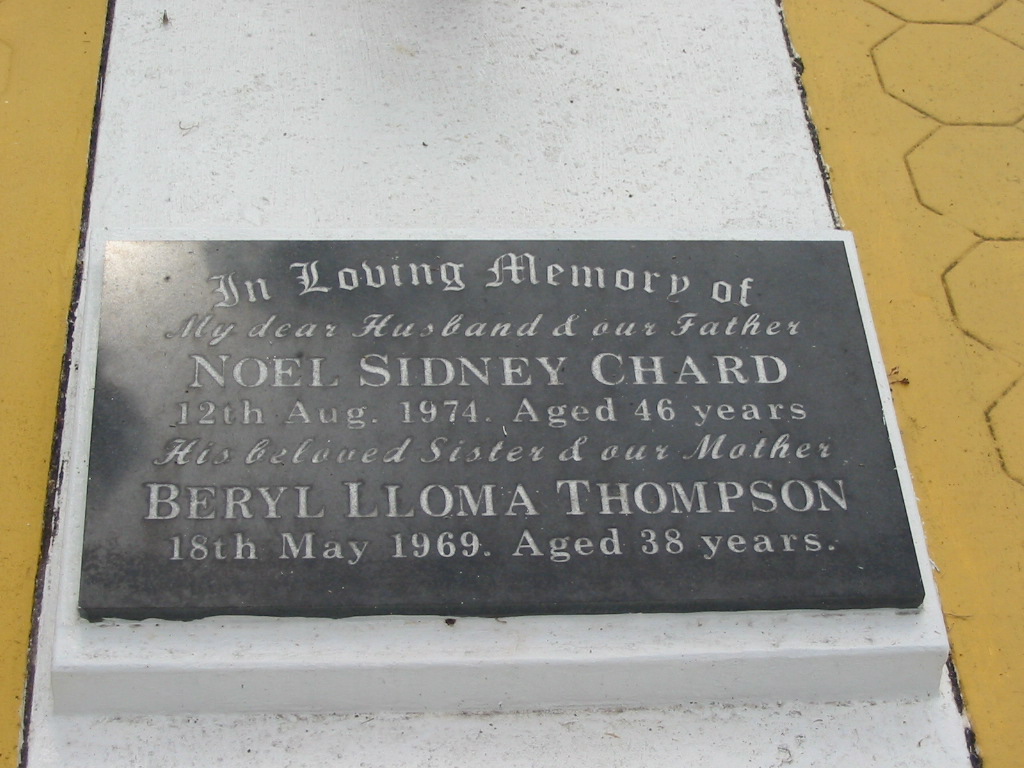 In Loving Memory of
My dear Husband & our Father
NOEL SIDNEY CHARD
12th Aug. 1974. Aged 46 years
His beloved Sister & our Mother
BERYL LLOMA THOMPSON
18th May 1969. Aged 38 years.